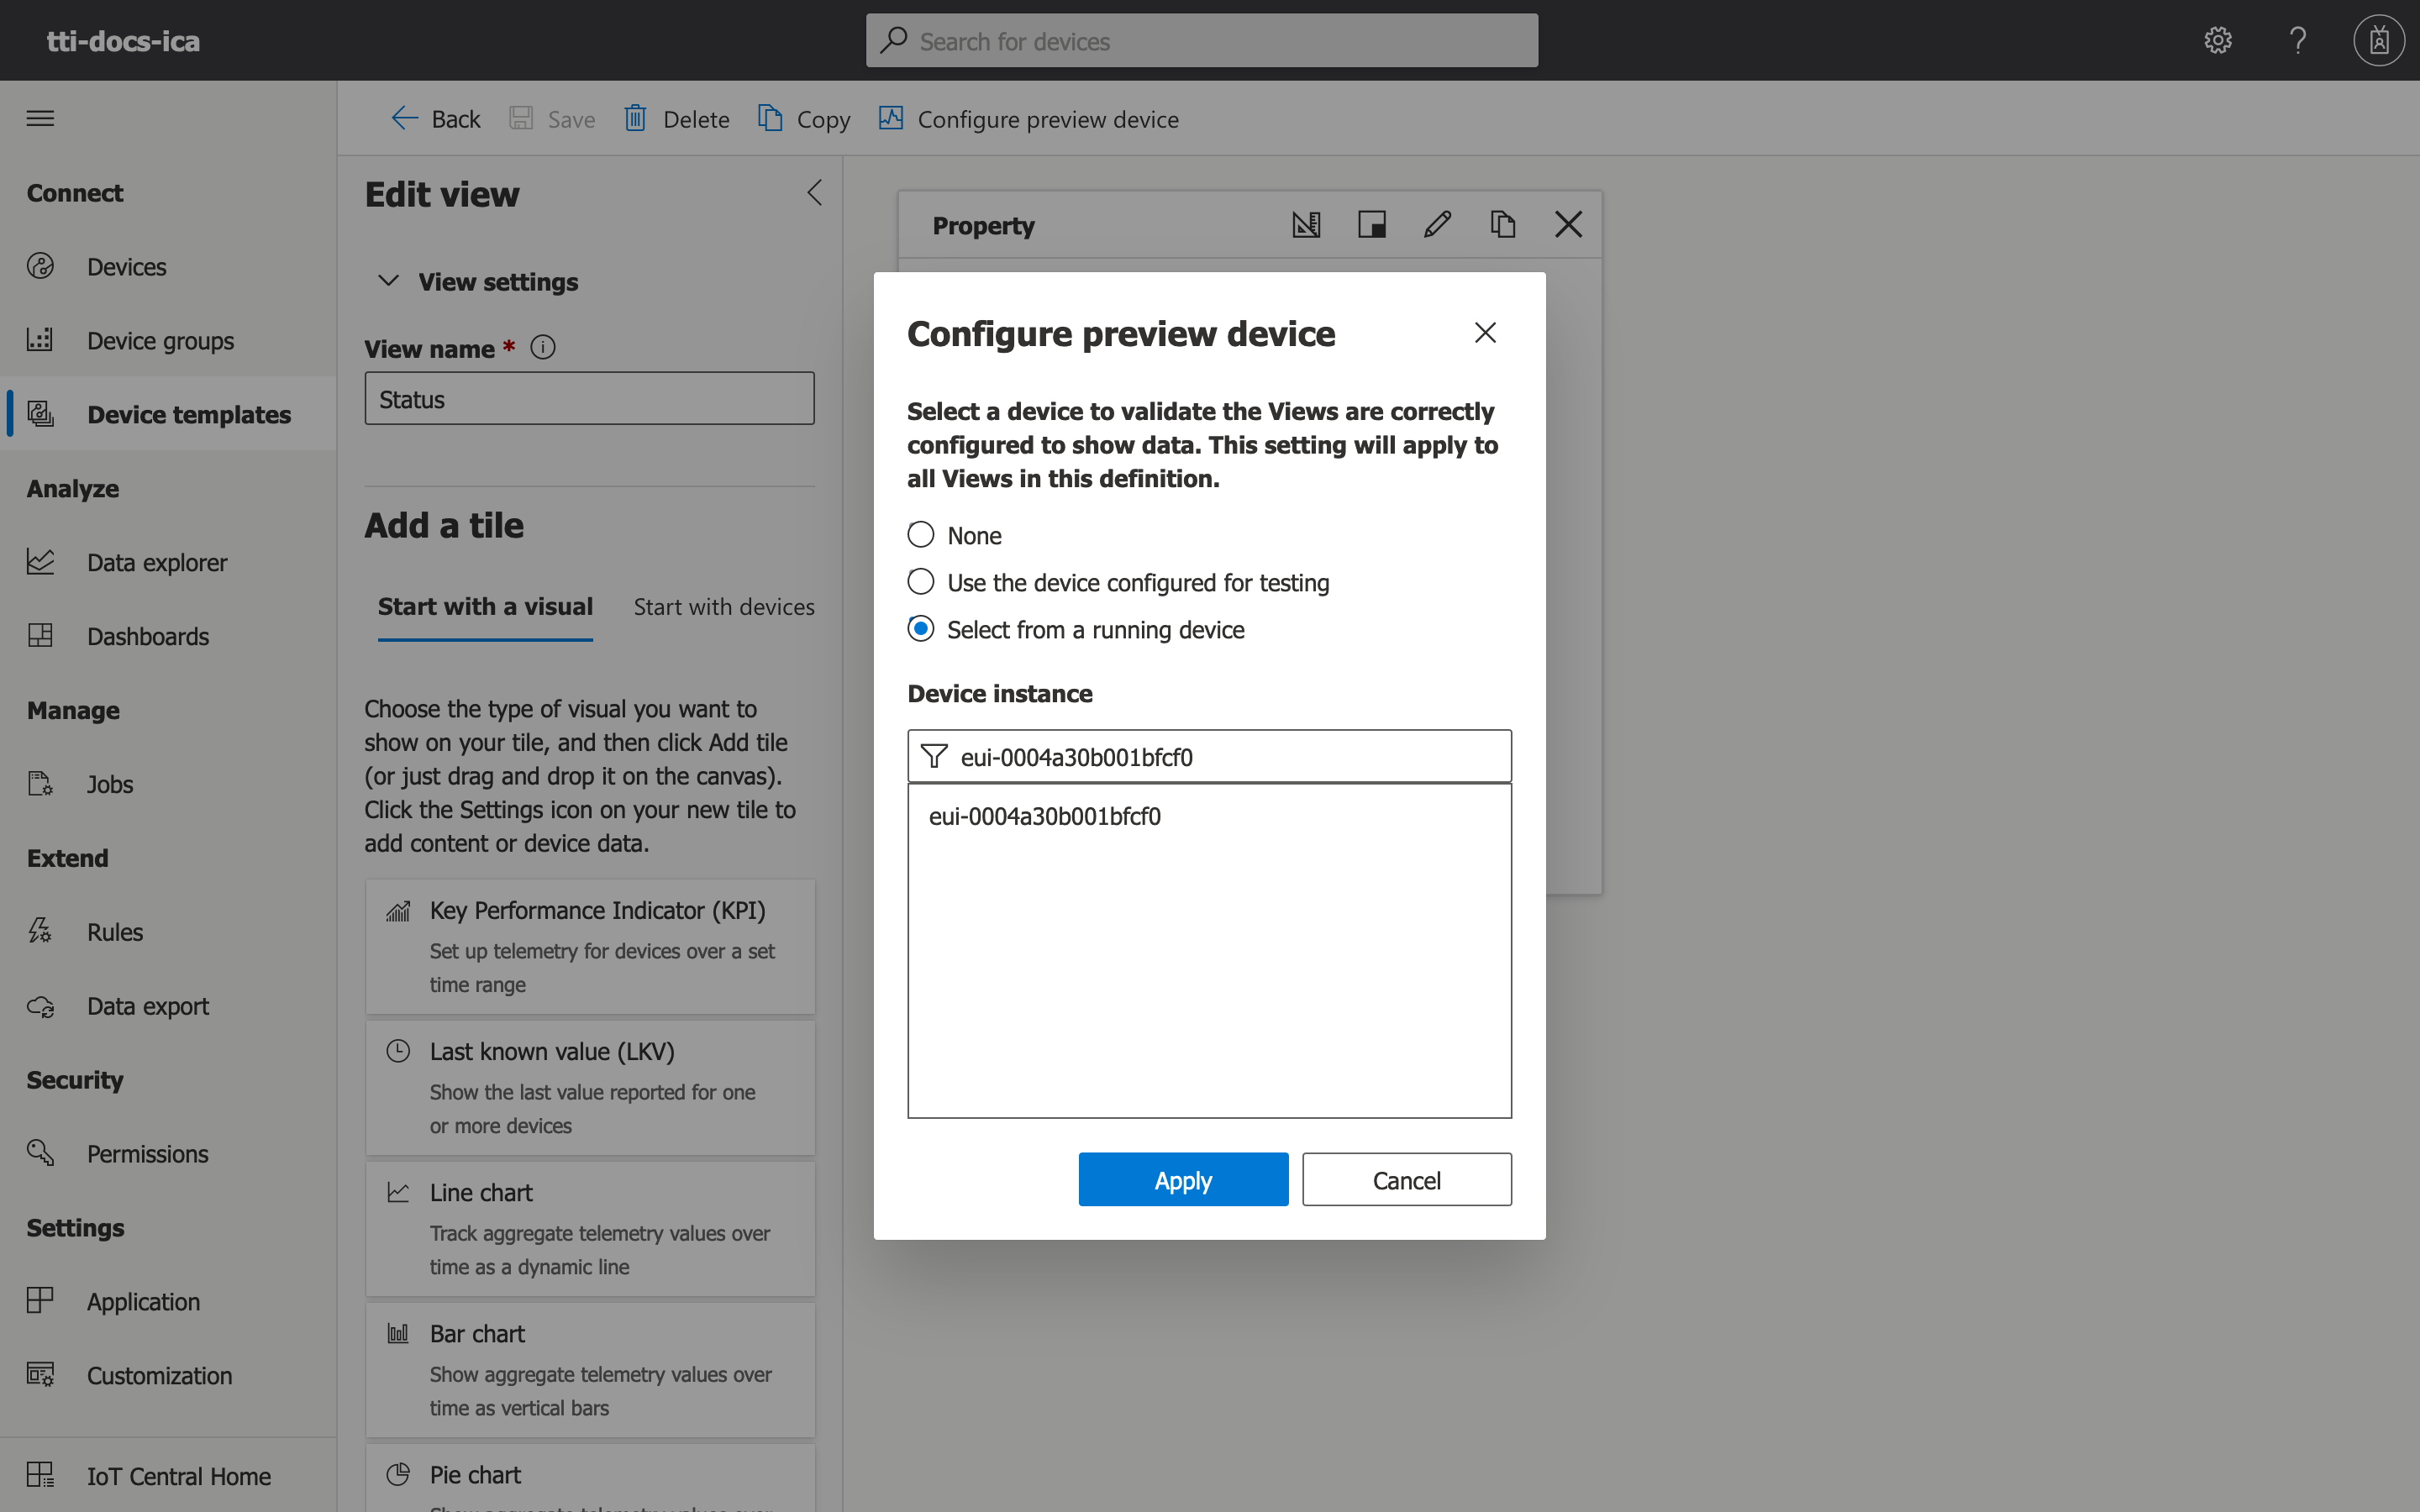 tti-docs-ica
Search for devices
Back
Save
Delete
Copy
Configure preview device
Connect
Devices
Device groups
Device templates
Analyze
Data explorer
Dashboards
Manage
Jobs
Extend
Rules
Data export
Security
Permissions
Settings
Application
Customization
IoT Central Home
Edit view
View settings
View name *
Status
Add a tile
Start with a visual
Start with devices
Choose the type of visual you want to
show on your tile, and then click Add tile
(or just drag and drop it on the canvas).
Click the Settings icon on your new tile to
add content or device data.
Key Performance Indicator (KPI)
Set up telemetry for devices over a set
time range
Last known value (LKV)
Show the last value reported for one
or more devices
Line chart
Track aggregate telemetry values over
time as a dynamic line
Bar chart
Show aggregate telemetry values over
time as vertical bars
Pie chart
Property
Configure preview device
Select a device to validate the Views are correctly
configured to show data. This setting will apply to
all Views in this definition.
None
Use the device configured for testing
Select from a running device
Device instance
eui-0004a30b001bfcf0
eui-0004a30b001bfcf0
Apply
Cancel